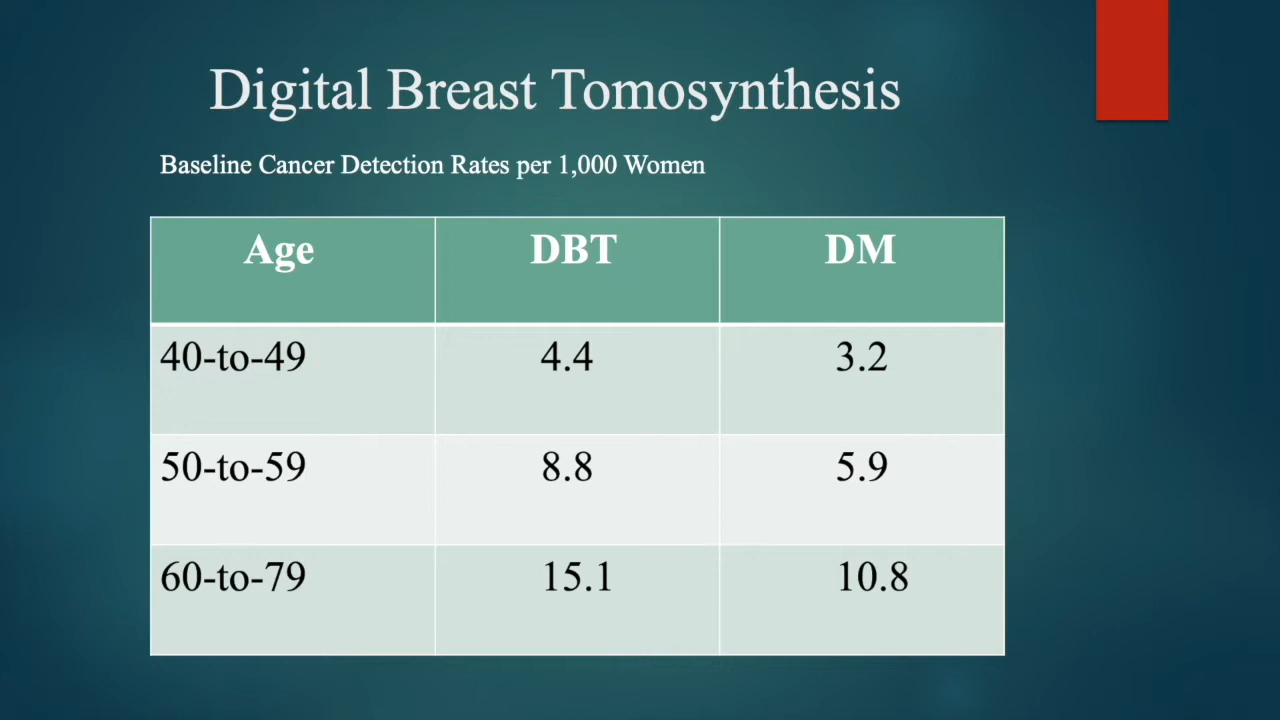 Digital Breast Tomosynthesis
Baseline Cancer Detection Rates per 1,000 Women
Age DBT DM
40-to-49 4.4 3.2
50-to-59 8.8 5.9
60-to-79 15.1 10.8